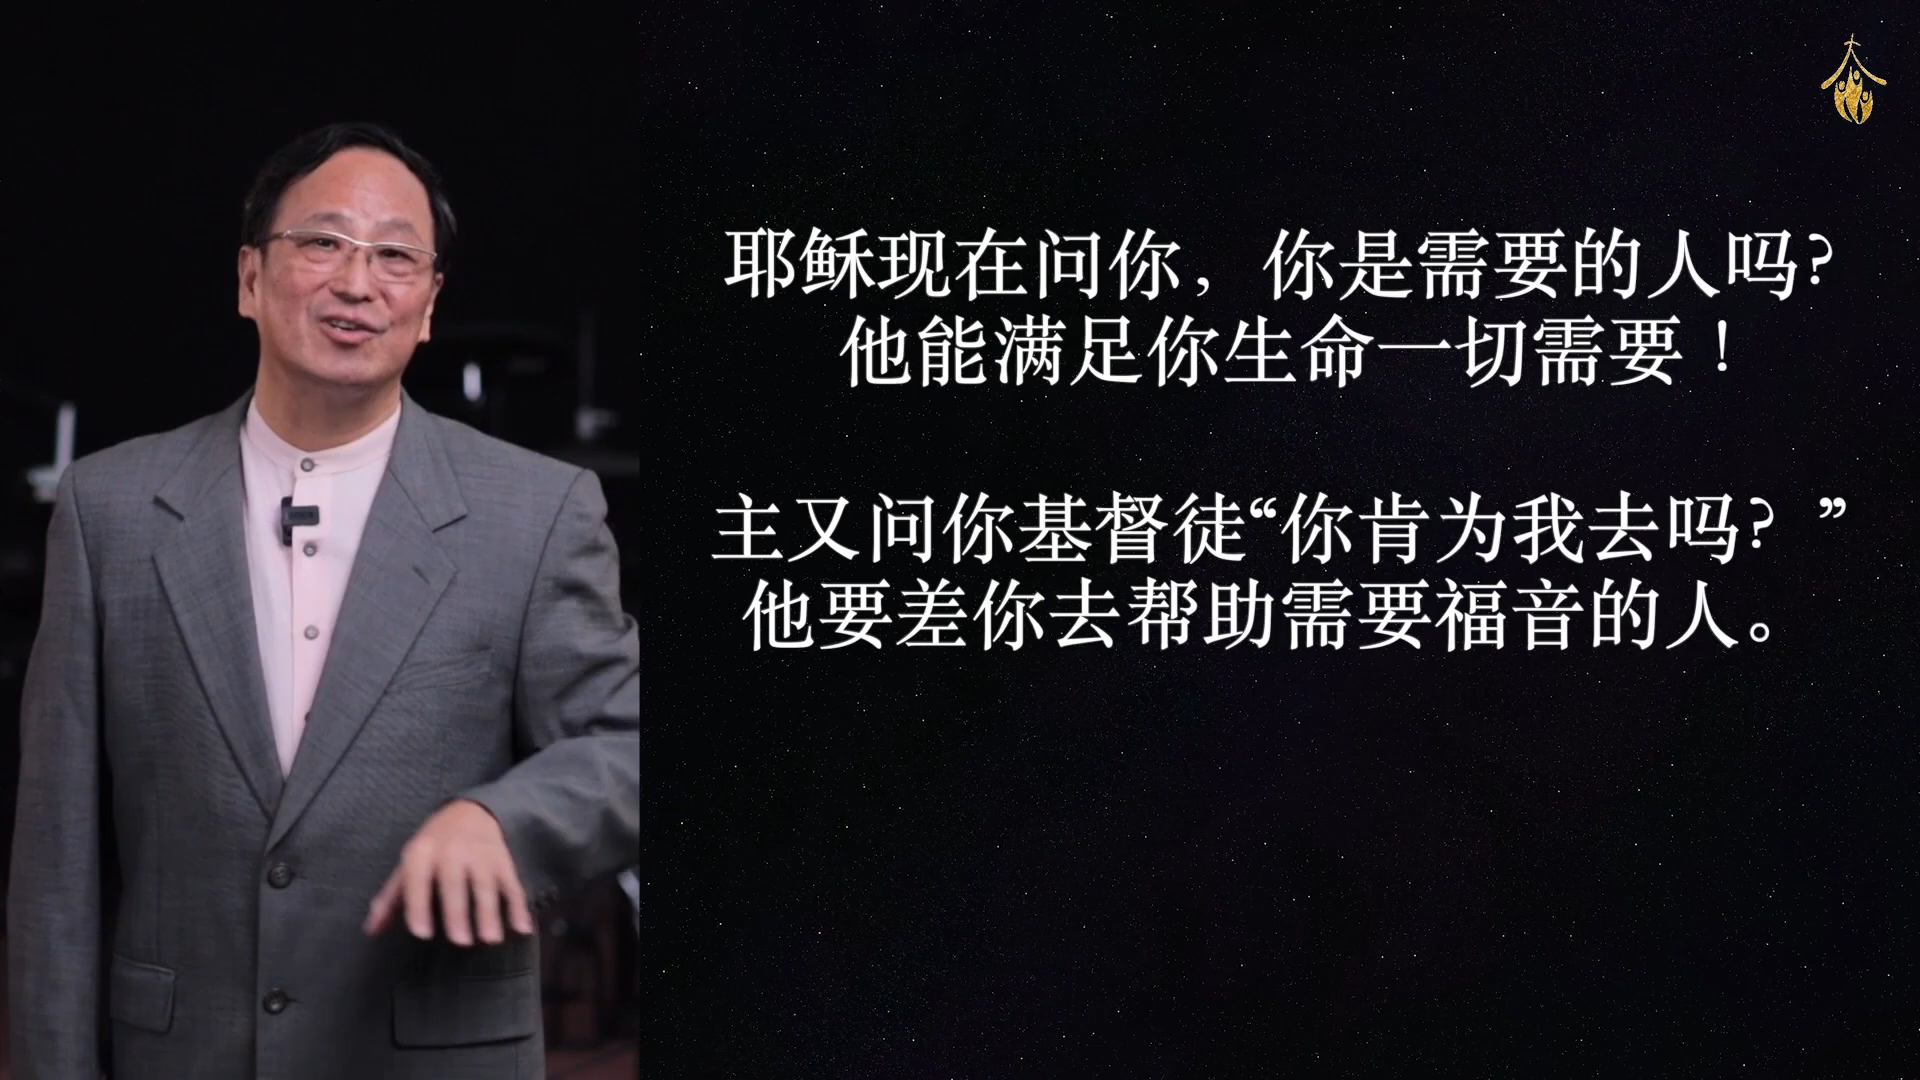 耶稣现在问你，你是需要的人吗？
他能满足你生命一切需要！
主又问你基督徒“你肯为我去吗？”
他要差你去帮助需要福音的人。